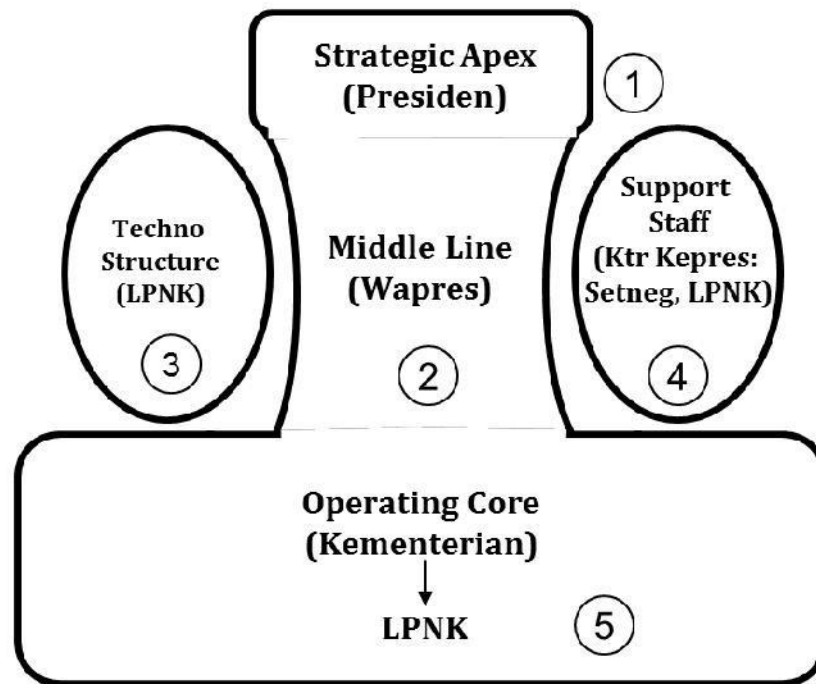 Strategic Apex
(Presiden)
1
Techno
Structure
(LPNK)
3
Middle Line
(Wapres)
2
Support
Staff
(Ktr Kepres:
Setneg, LPNK)
4
Operating Core
(Kementerian)
LPNK
5